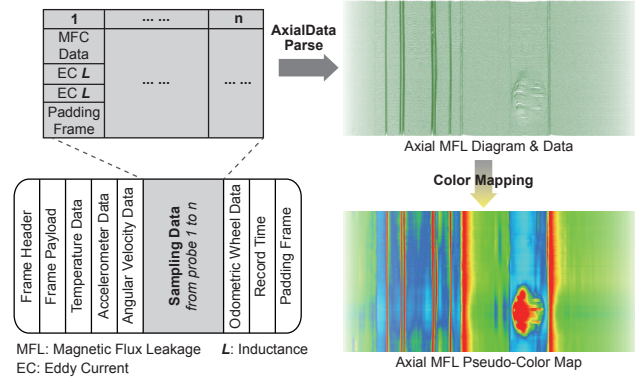 1 ... ... n
MFC
Data
EC L
EC L
Padding
Frame
... ...
... ...
AxialData
Parse
Axial MFL Diagram & Data
Color Mapping
Axial MFL Pseudo-Color Map
Frame Header
Frame Payload
Temperature Data
Accelerometer Data
Angular Velocity Data
Sampling Data
from probe 1 to n
Odometric Wheel Data
Record Time
Padding Frame
MFL: Magnetic Flux Leakage L: Inductance
EC: Eddy Current